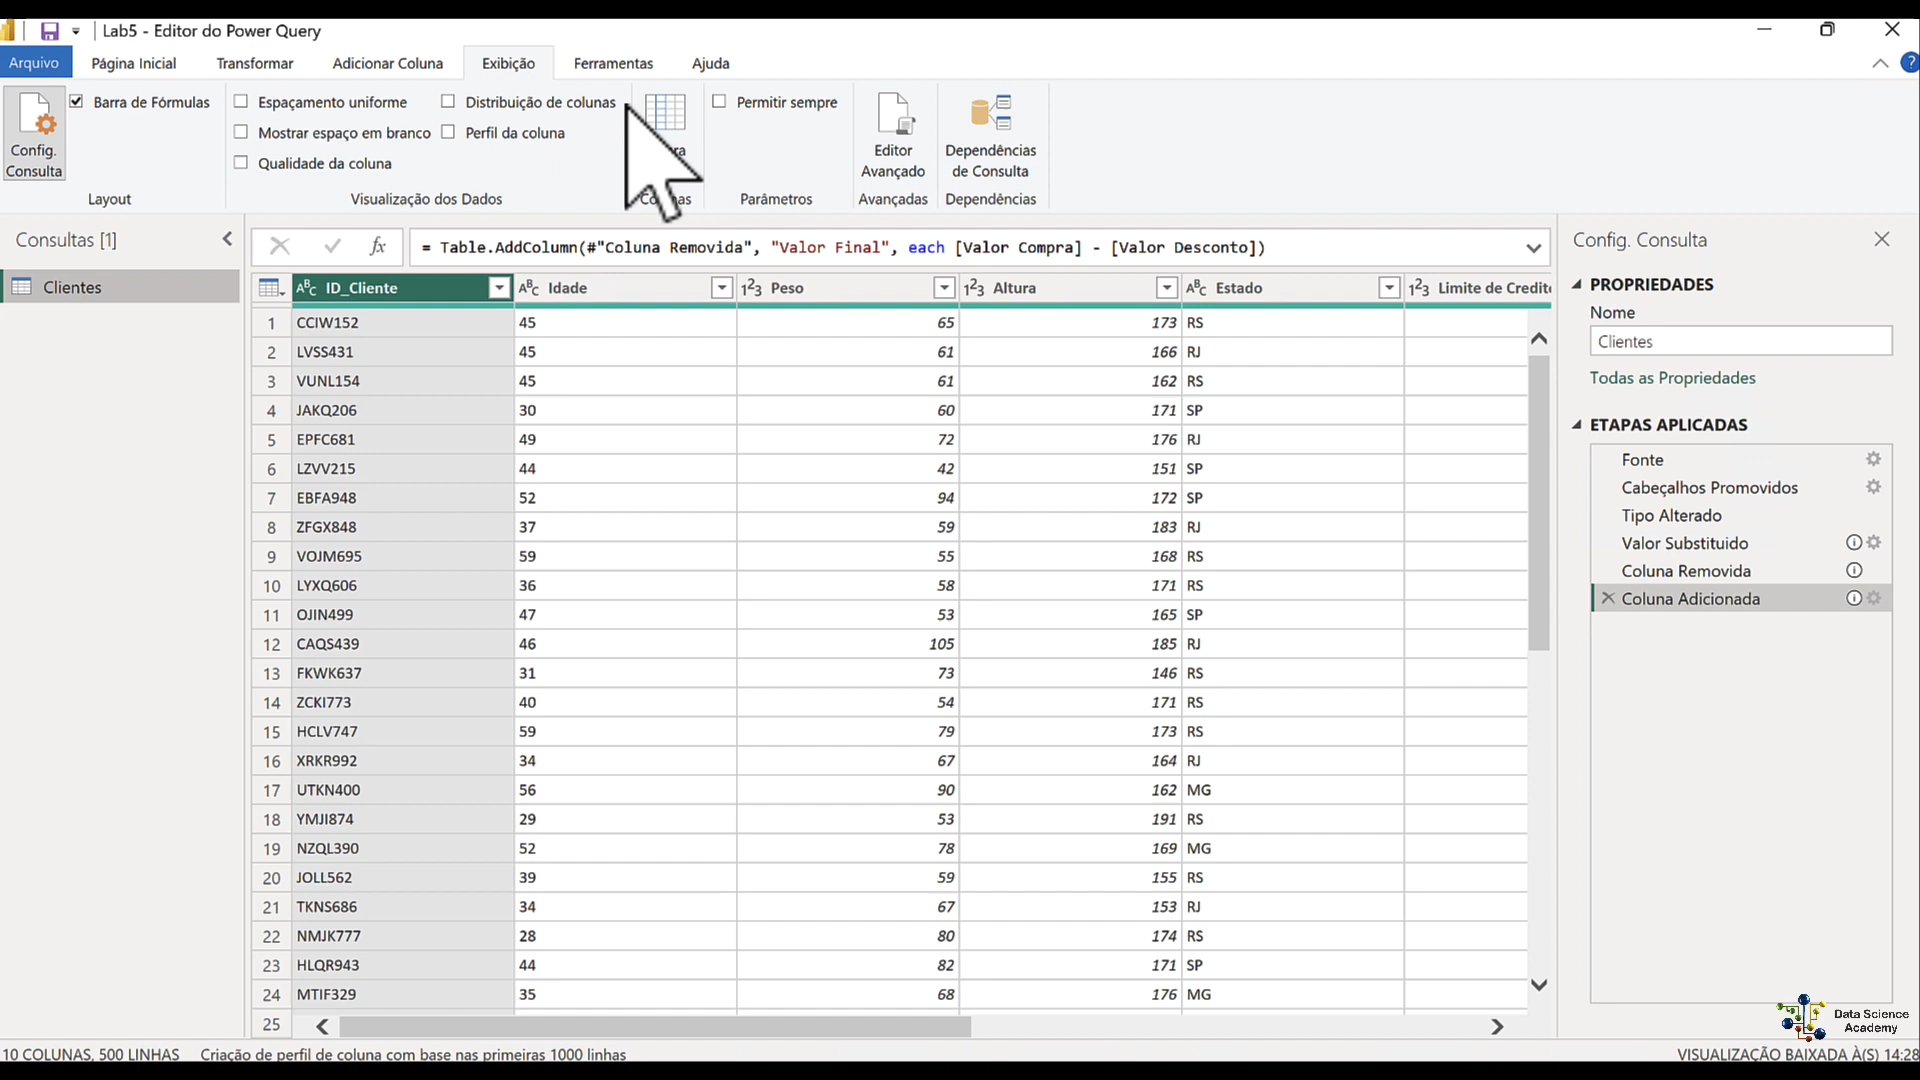 Lab5 - Editor do Power Query
Arquivo
Página Inicial
Transformar
Adicionar Coluna
Exibição
Ferramentas
Ajuda
?
Config.
Consulta
Barra de Fórmulas
Layout
Espaçamento uniforme
Mostrar espaço em branco
Qualidade da coluna
Distribuição de colunas
Perfil da coluna
Visualização dos Dados
Permitir sempre
Parâmetros
Editor
Avançado
Avançadas
Dependências
de Consulta
Dependências
Consultas [1]
Clientes
fx
= Table.AddColumn(#"Coluna Removida", "Valor Final", each [Valor Compra] - [Valor Desconto])
ABC ID_Cliente ABC Idade 123 Peso 123 Altura ABC Estado 123 Limite de Credito
1 CCIW152 45 65 173 RS
2 LVSS431 45 61 166 RJ
3 VUNL154 45 61 162 RS
4 JAKQ206 30 60 171 SP
5 EPFC681 49 72 176 RJ
6 LZVV215 44 42 151 SP
7 EBFA948 52 94 172 SP
8 ZFGX848 37 59 183 RJ
9 VOJM695 59 55 168 RS
10 LYXQ606 36 58 171 RS
11 OJIN499 47 53 165 SP
12 CAQS439 46 105 185 RJ
13 FKWK637 31 73 146 RS
14 ZCKI773 40 54 171 RS
15 HCLV747 59 79 173 RS
16 XRKR992 34 67 164 RJ
17 UTKN400 56 90 162 MG
18 YMJI874 29 53 191 RS
19 NZQL390 52 78 169 MG
20 JOLL562 39 59 155 RS
21 TKNS686 34 67 153 RJ
22 NMJK777 28 80 174 RS
23 HLQR943 44 82 171 SP
24 MTIF329 35 68 176 MG
25
Config. Consulta
PROPRIEDADES
Nome
Clientes
Todas as Propriedades
ETAPAS APLICADAS
Fonte
Cabeçalhos Promovidos
Tipo Alterado
Valor Substituido
Coluna Removida
Coluna Adicionada
Data Science
Academy
10 COLUNAS, 500 LINHAS
Criação de perfil de coluna com base nas primeiras 1000 linhas
VISUALIZAÇÃO BAIXADA À(S) 14:28